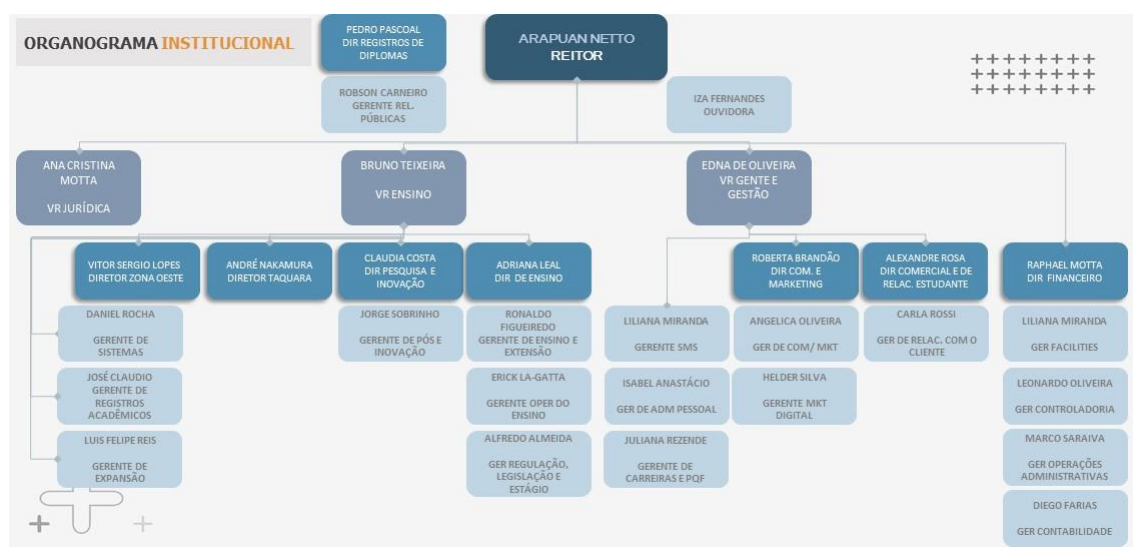 ORGANOGRAMA INSTITUCIONAL
PEDRO PASCOAL
DIR REGISTROS DE
DIPLOMAS
ARAPUAN NETTO
REITOR
ROBSON CARNEIRO
GERENTE REL.
PÚBLICAS
IZA FERNANDES
OUVIDORA
ANA CRISTINA
MOTTA
VR JURÍDICA
BRUNO TEIXEIRA
VR ENSINO
EDNA DE OLIVEIRA
VR GENTE E
GESTÃO
VITOR SERGIO LOPES
DIRETOR ZONA OESTE
ANDRÉ NAKAMURA
DIRETOR TAQUARA
CLAUDIA COSTA
DIR PESQUISA E
INOVAÇÃO
ADRIANA LEAL
DIR DE ENSINO
ROBERTA BRANDÃO
DIR COM. E
MARKETING
ALEXANDRE ROSA
DIR COMERCIAL E DE
RELAC. ESTUDANTE
RAPHAEL MOTTA
DIR FINANCEIRO
DANIEL ROCHA
GERENTE DE
SISTEMAS
JORGE SOBRINHO
GERENTE DE PÓS E
INOVAÇÃO
RONALDO
FIGUEIREDO
GERENTE DE ENSINO E
EXTENSÃO
LILIANA MIRANDA
GERENTE SMS
ANGELICA OLIVEIRA
GER DE COM/ MKT
CARLA ROSSI
GER DE RELAC. COM O
CLIENTE
LILIANA MIRANDA
GER FACILITIES
JOSÉ CLAUDIO
GERENTE DE
REGISTROS
ACADÊMICOS
ERICK LA-GATTA
GERENTE OPER DO
ENSINO
ISABEL ANASTÁCIO
GER DE ADM PESSOAL
HELDER SILVA
GERENTE MKT
DIGITAL
LEONARDO OLIVEIRA
GER CONTROLADORIA
LUIS FELIPE REIS
GERENTE DE
EXPANSÃO
ALFREDO ALMEIDA
GER REGULAÇÃO,
LEGISLAÇÃO E
ESTÁGIO
JULIANA REZENDE
GERENTE DE
CARREIRAS E PQF
MARCO SARAIVA
GER OPERAÇÕES
ADMINISTRATIVAS
DIEGO FARIAS
GER CONTABILIDADE